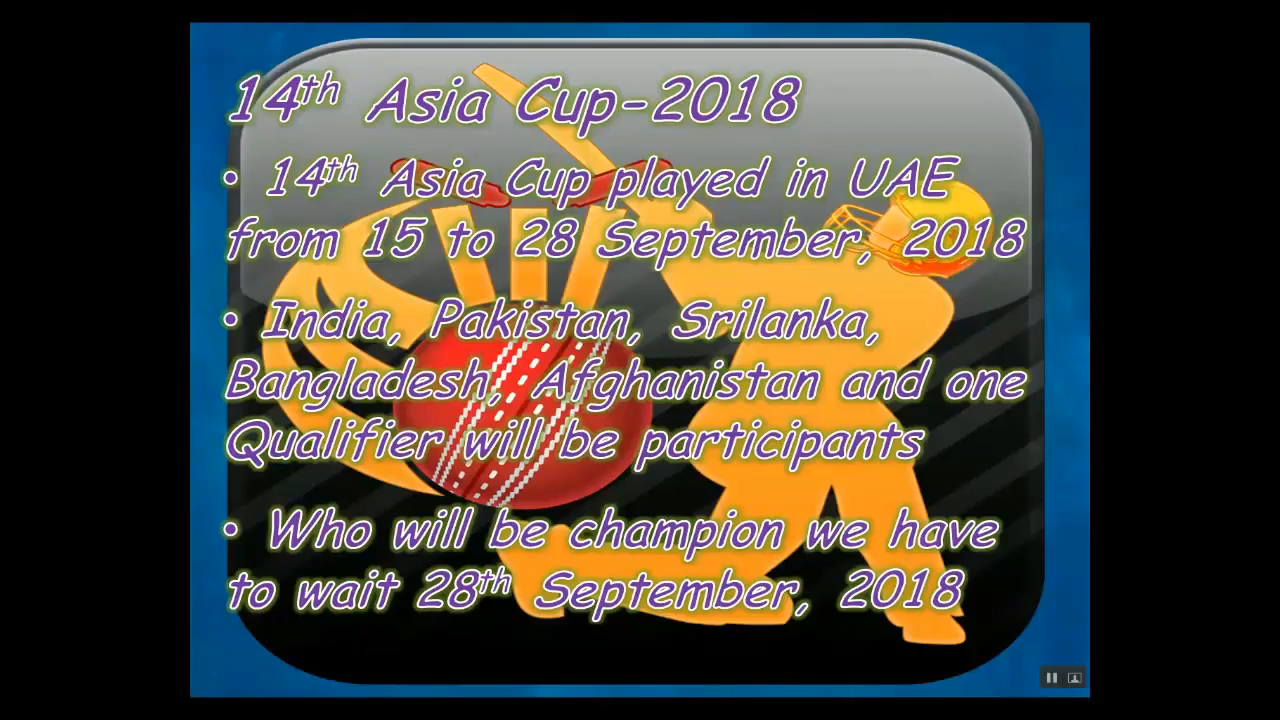 14th Asia Cup-2018
• 14th Asia Cup played in UAE
from 15 to 28 September, 2018
• India, Pakistan, Srilanka,
Bangladesh, Afghanistan and one
Qualifier will be participants
• Who will be champion we have
to wait 28th September, 2018